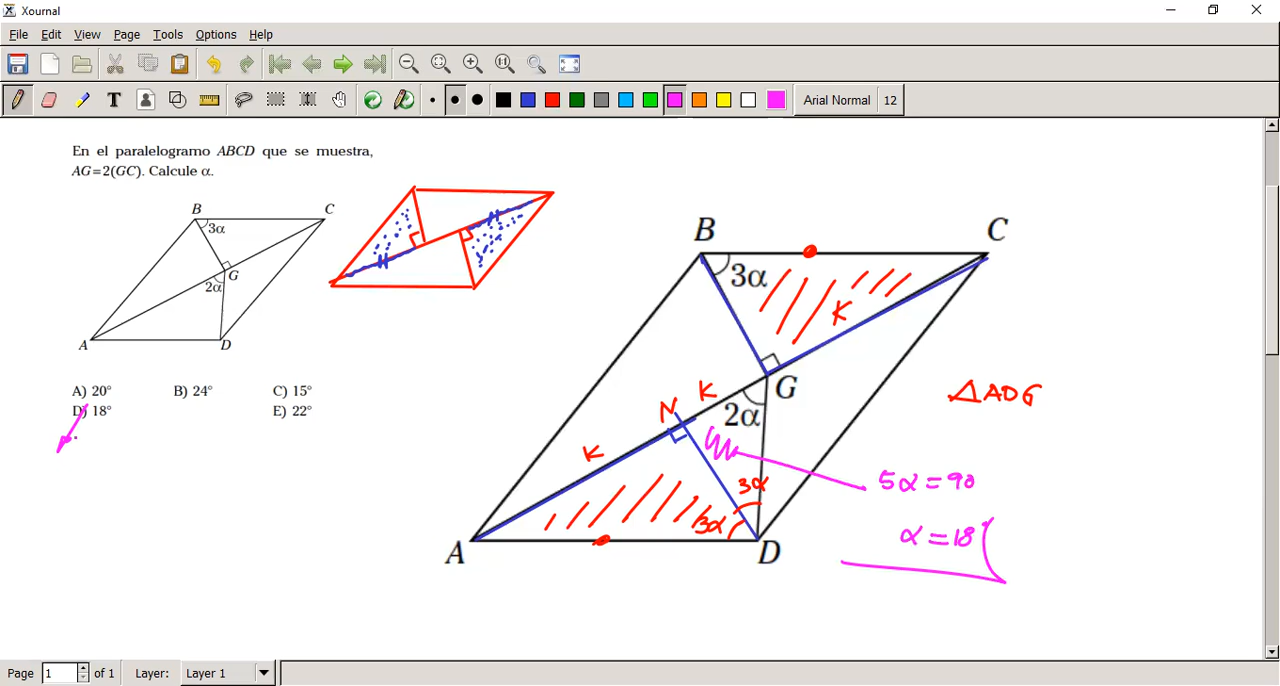 Xournal
File Edit View Page Tools Options Help
Arial Normal 12
En el paralelogramo ABCD que se muestra,
AG=2(GC). Calcule α.
B C
3α
G
2α
A D
A) 20° B) 24° C) 15°
D) 18° E) 22°
B C
3α
K
G
K
N
2α
K
△ADG
3α
3α
5α=90
α=18
A D
Page 1 of 1 Layer: Layer 1